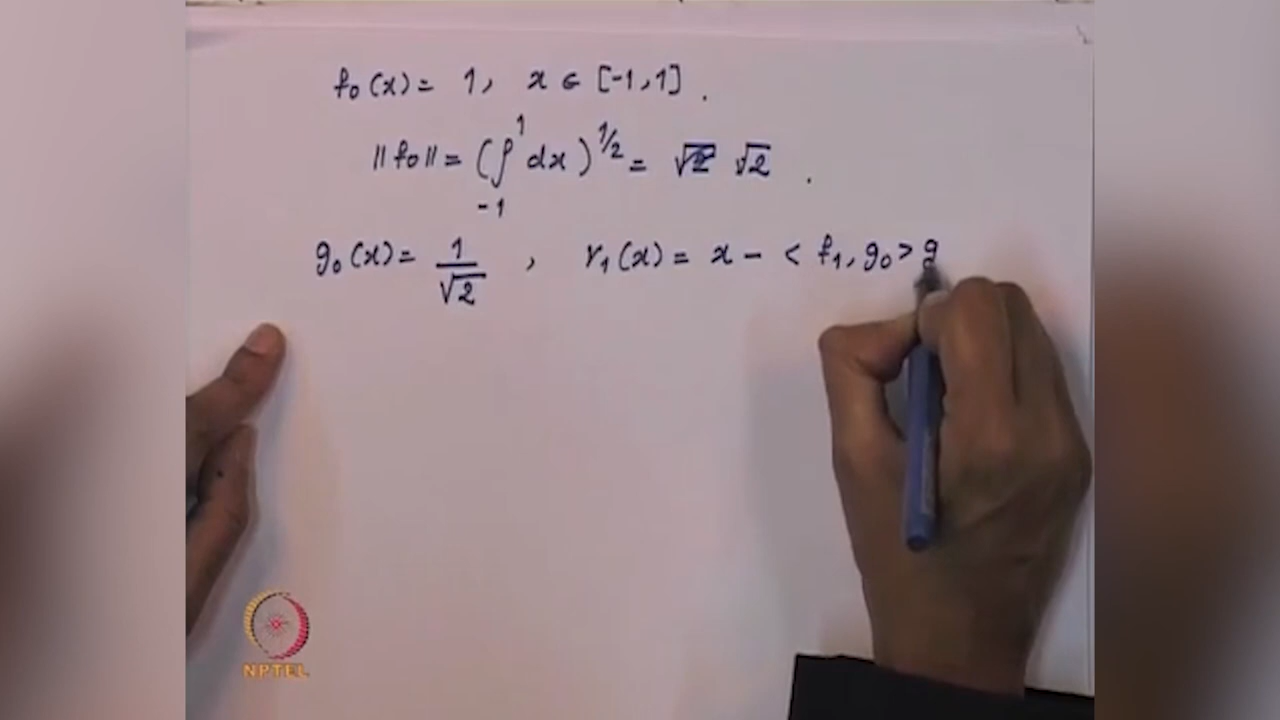 f₀(x) = 1, x ∈ [-1,1].
||f₀|| = (∫₋₁¹ dx)^{1/2} = √2 √2 .
g₀(x) = 1/√2 , r₁(x) = x - < f₁, g₀ > g
NPTEL